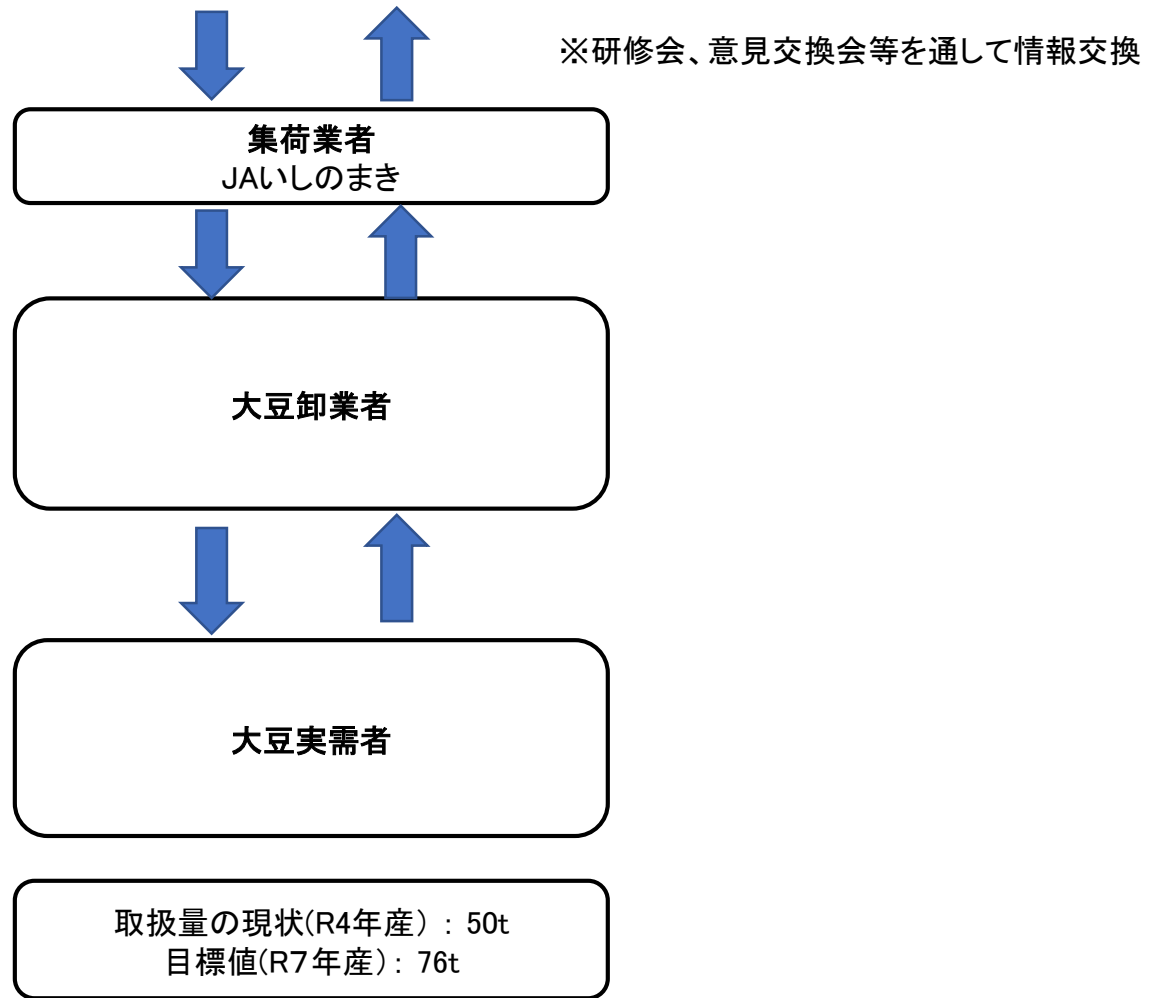 ※研修会、意見交換会等を通して情報交換
集荷業者
JAいしのまき
大豆卸業者
大豆実需者
取扱量の現状(R4年産）： 50t
目標値(R７年産）： 76t